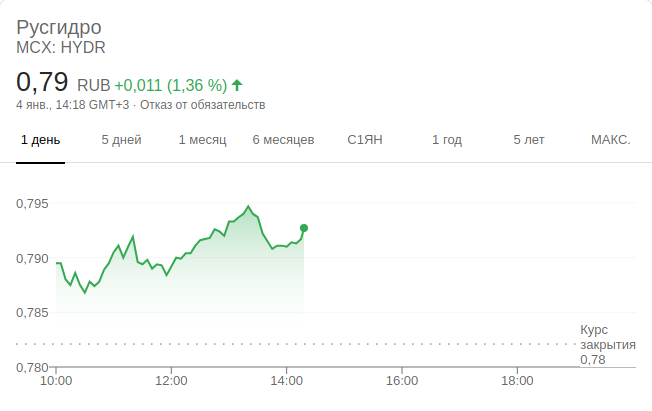 Русгидро
MCX: HYDR
0,79 RUB +0,011 (1,36 %)
4 янв., 14:18 GMT+3 · Отказ от обязательств
1 день 5 дней 1 месяц 6 месяцев С1ЯН 1 год 5 лет МАКС.
0,795
0,790
0,785
Курс
закрытия
0,78
0,780
10:00 12:00 14:00 16:00 18:00